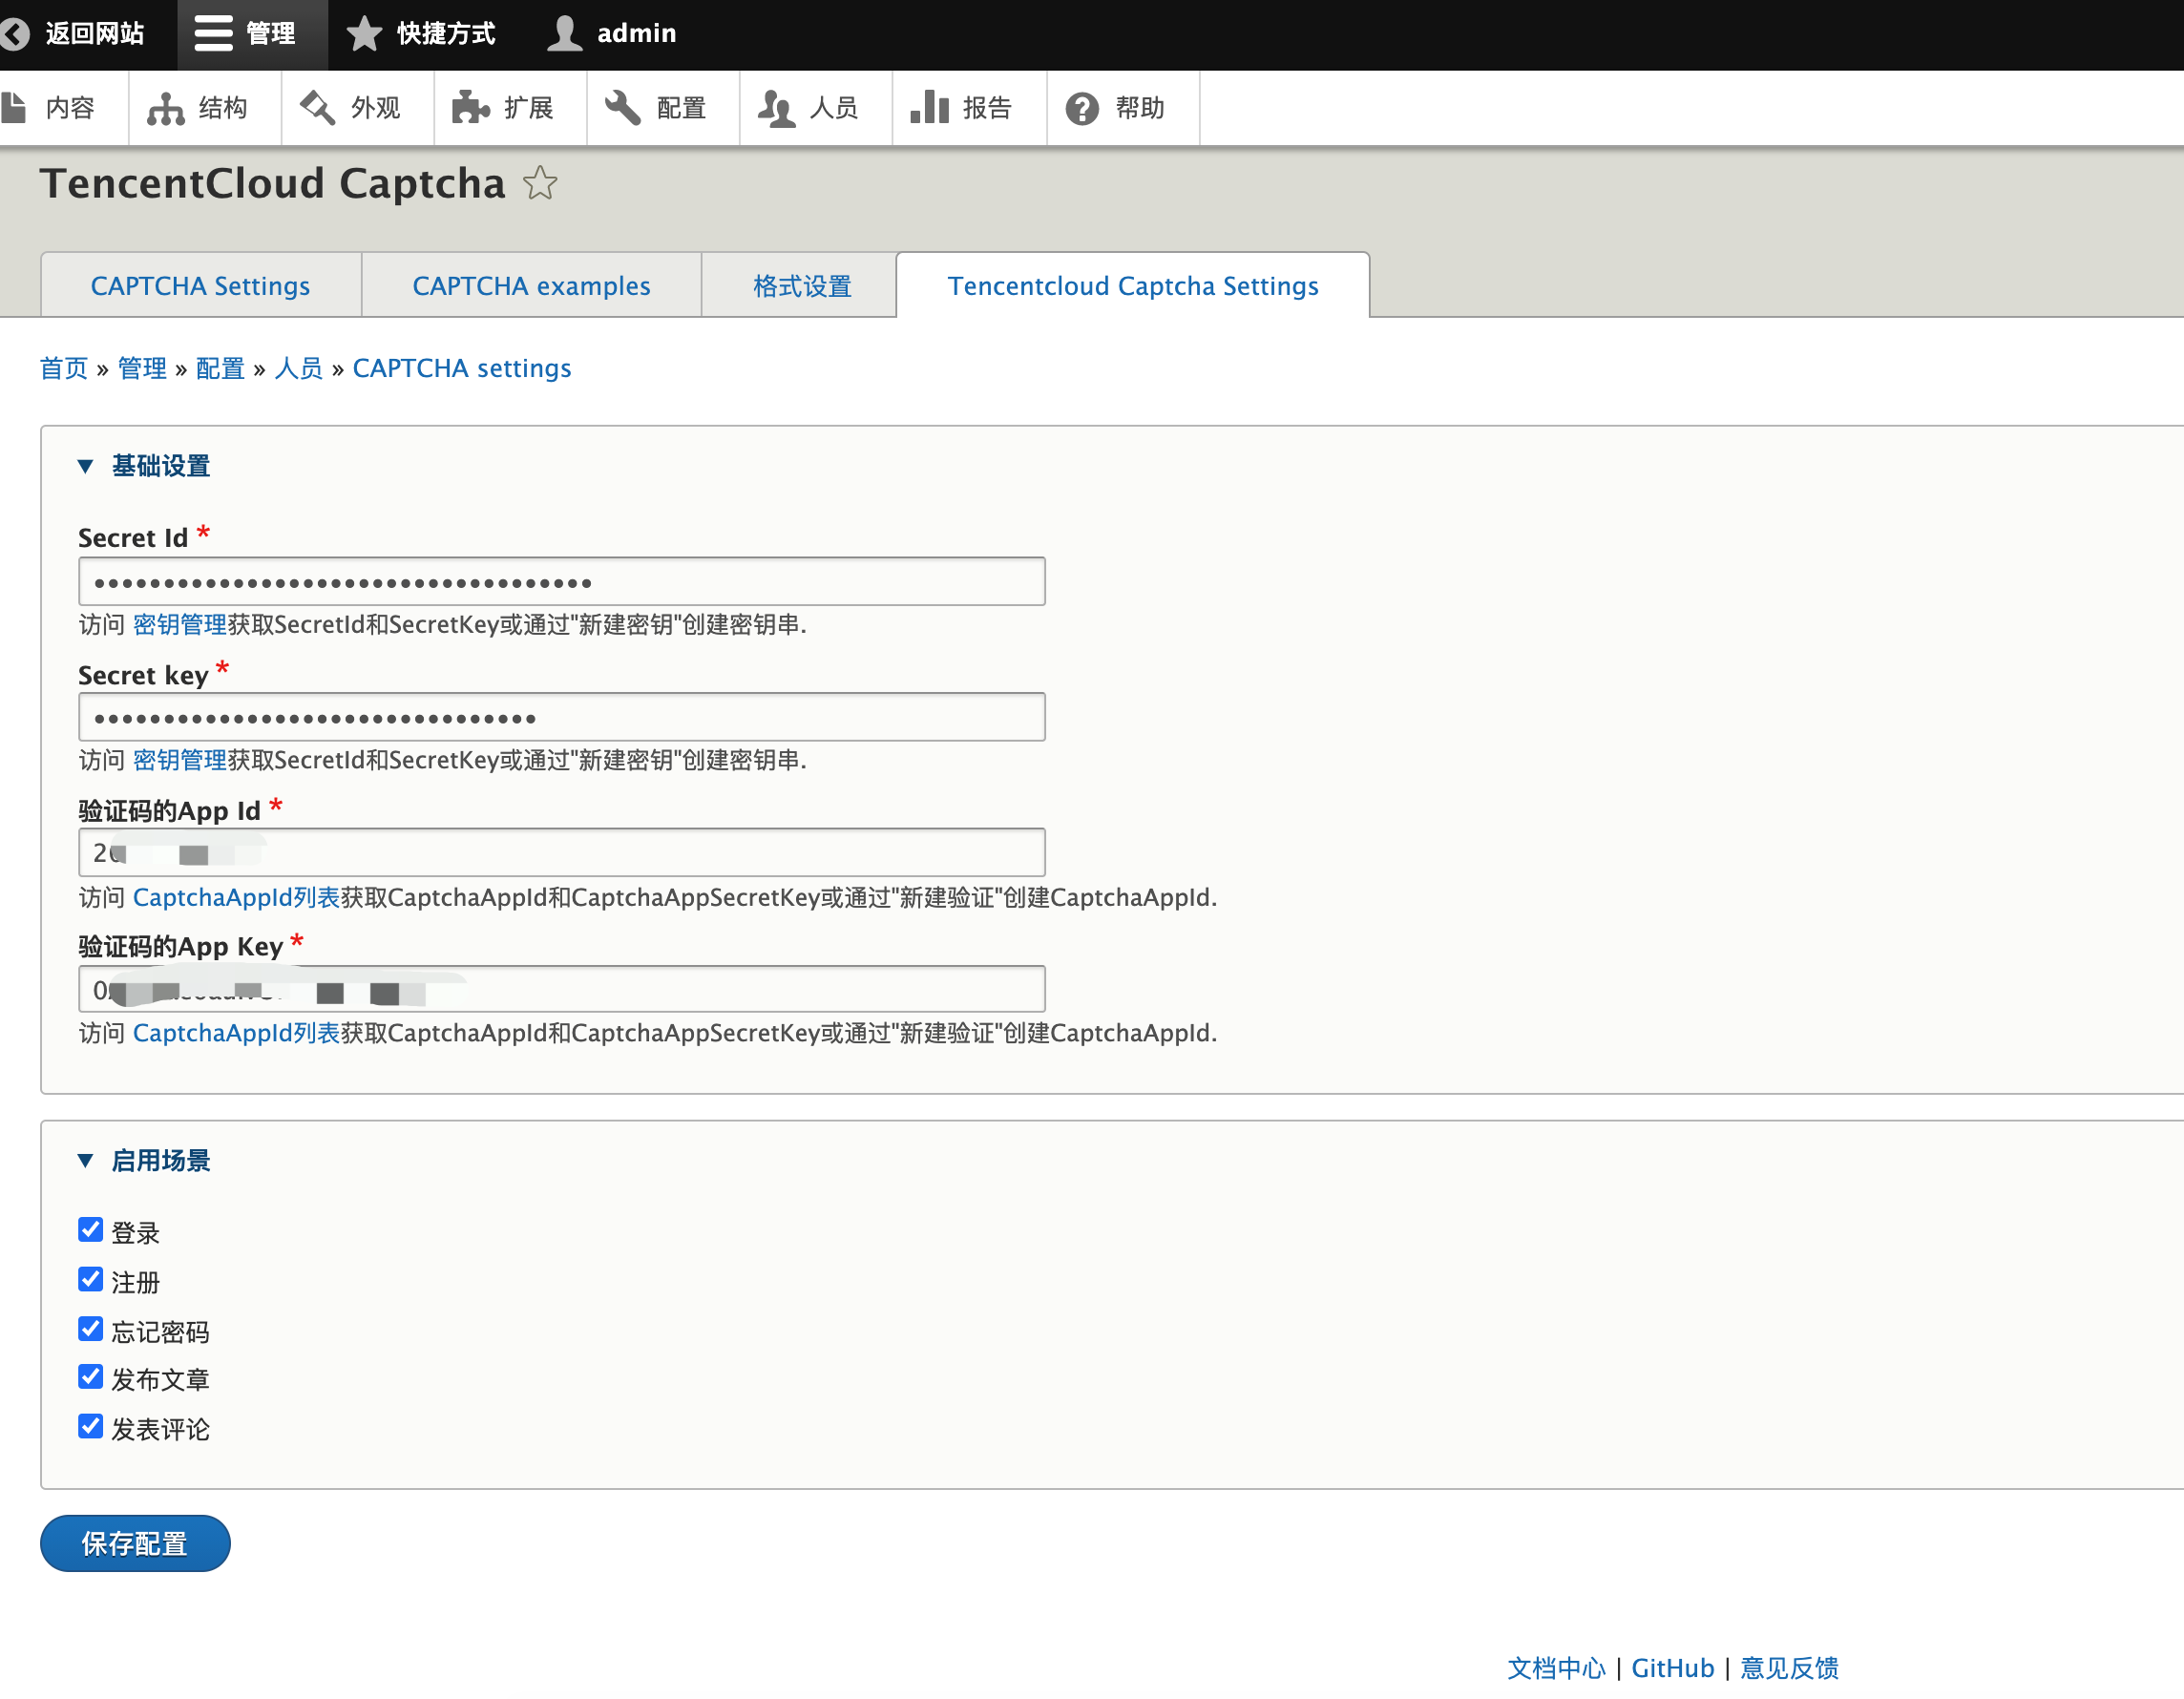 返回网站 管理 快捷方式 admin
内容 结构 外观 扩展 配置 人员 报告 帮助
TencentCloud Captcha
CAPTCHA Settings CAPTCHA examples 格式设置 Tencentcloud Captcha Settings
首页 » 管理 » 配置 » 人员 » CAPTCHA settings
基础设置
Secret Id *
访问 密钥管理获取SecretId和SecretKey或通过"新建密钥"创建密钥串.
Secret key *
访问 密钥管理获取SecretId和SecretKey或通过"新建密钥"创建密钥串.
验证码的App Id *
访问 CaptchaAppId列表获取CaptchaAppId和CaptchaAppSecretKey或通过"新建验证"创建CaptchaAppId.
验证码的App Key *
访问 CaptchaAppId列表获取CaptchaAppId和CaptchaAppSecretKey或通过"新建验证"创建CaptchaAppId.
启用场景
登录
注册
忘记密码
发布文章
发表评论
保存配置
文档中心 | GitHub | 意见反馈